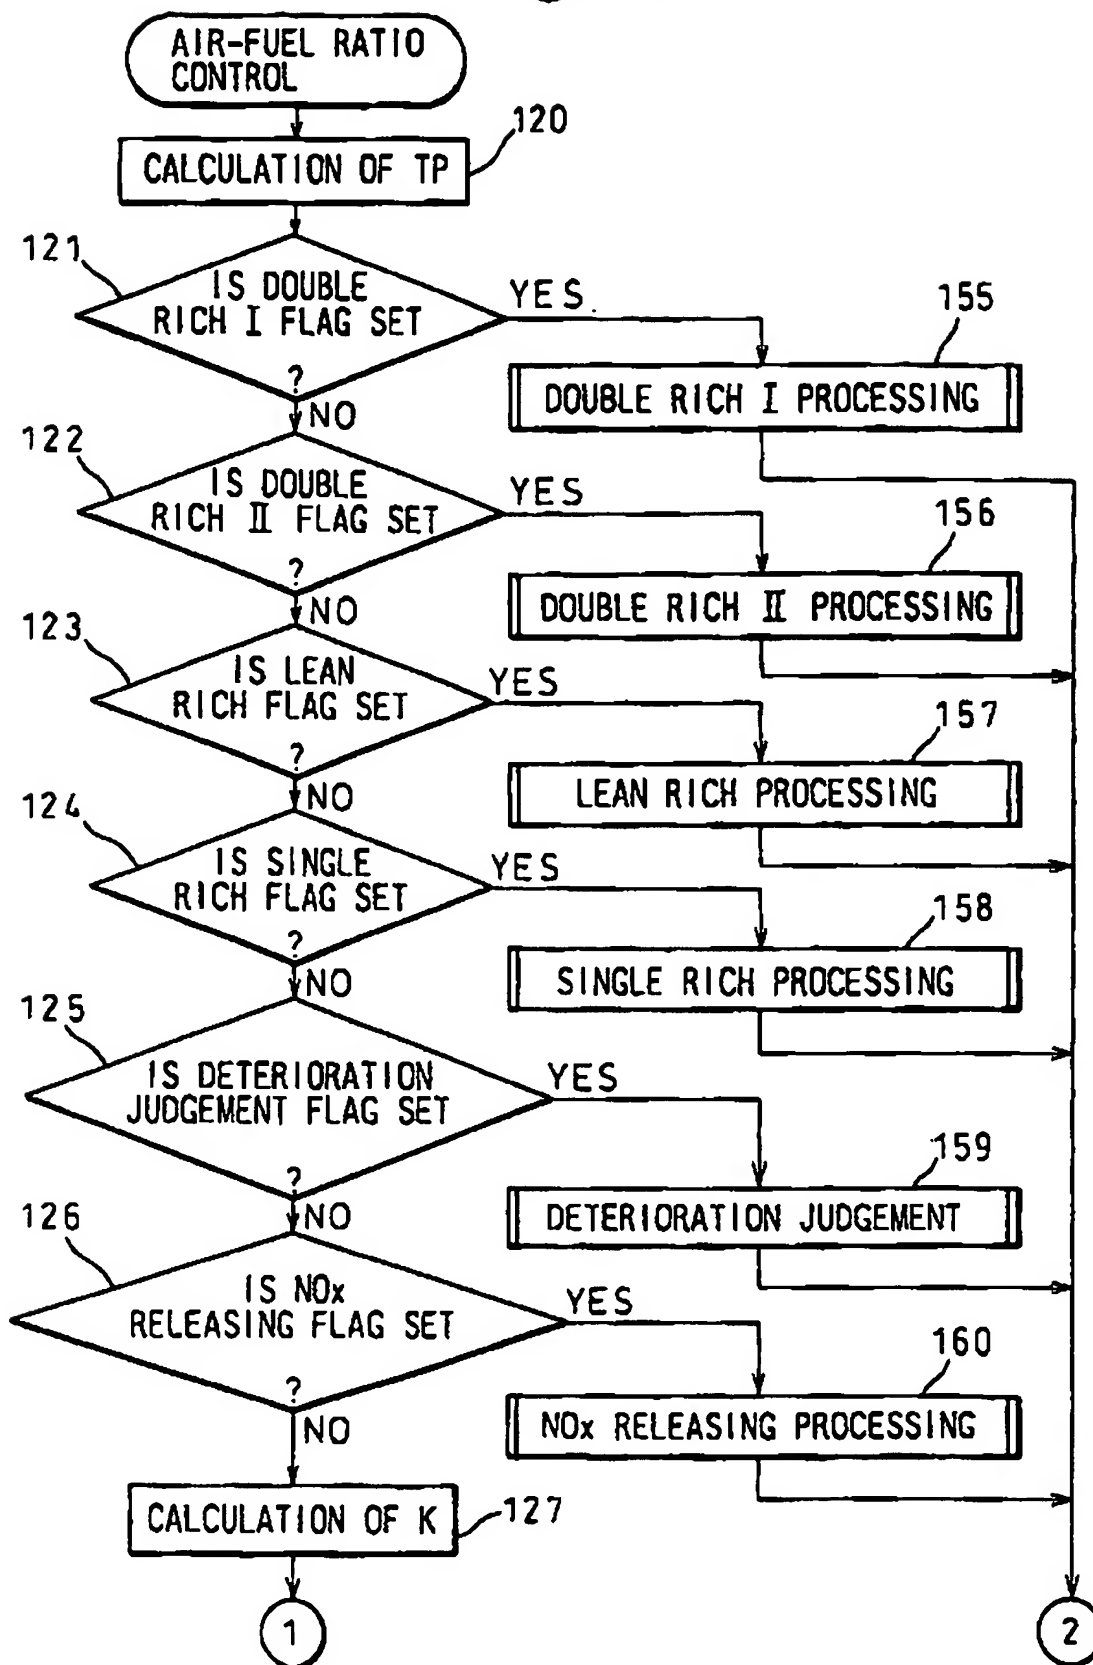 AIR-FUEL RATIO
CONTROL
120
CALCULATION OF TP
121
IS DOUBLE
RICH I FLAG SET
?
YES
NO
155
DOUBLE RICH I PROCESSING
122
IS DOUBLE
RICH II FLAG SET
?
YES
NO
156
DOUBLE RICH II PROCESSING
123
IS LEAN
RICH FLAG SET
?
YES
NO
157
LEAN RICH PROCESSING
124
IS SINGLE
RICH FLAG SET
?
YES
NO
158
SINGLE RICH PROCESSING
125
IS DETERIORATION
JUDGEMENT FLAG SET
?
YES
NO
159
DETERIORATION JUDGEMENT
126
IS NOx
RELEASING FLAG SET
?
YES
NO
160
NOx RELEASING PROCESSING
CALCULATION OF K
127
1
2